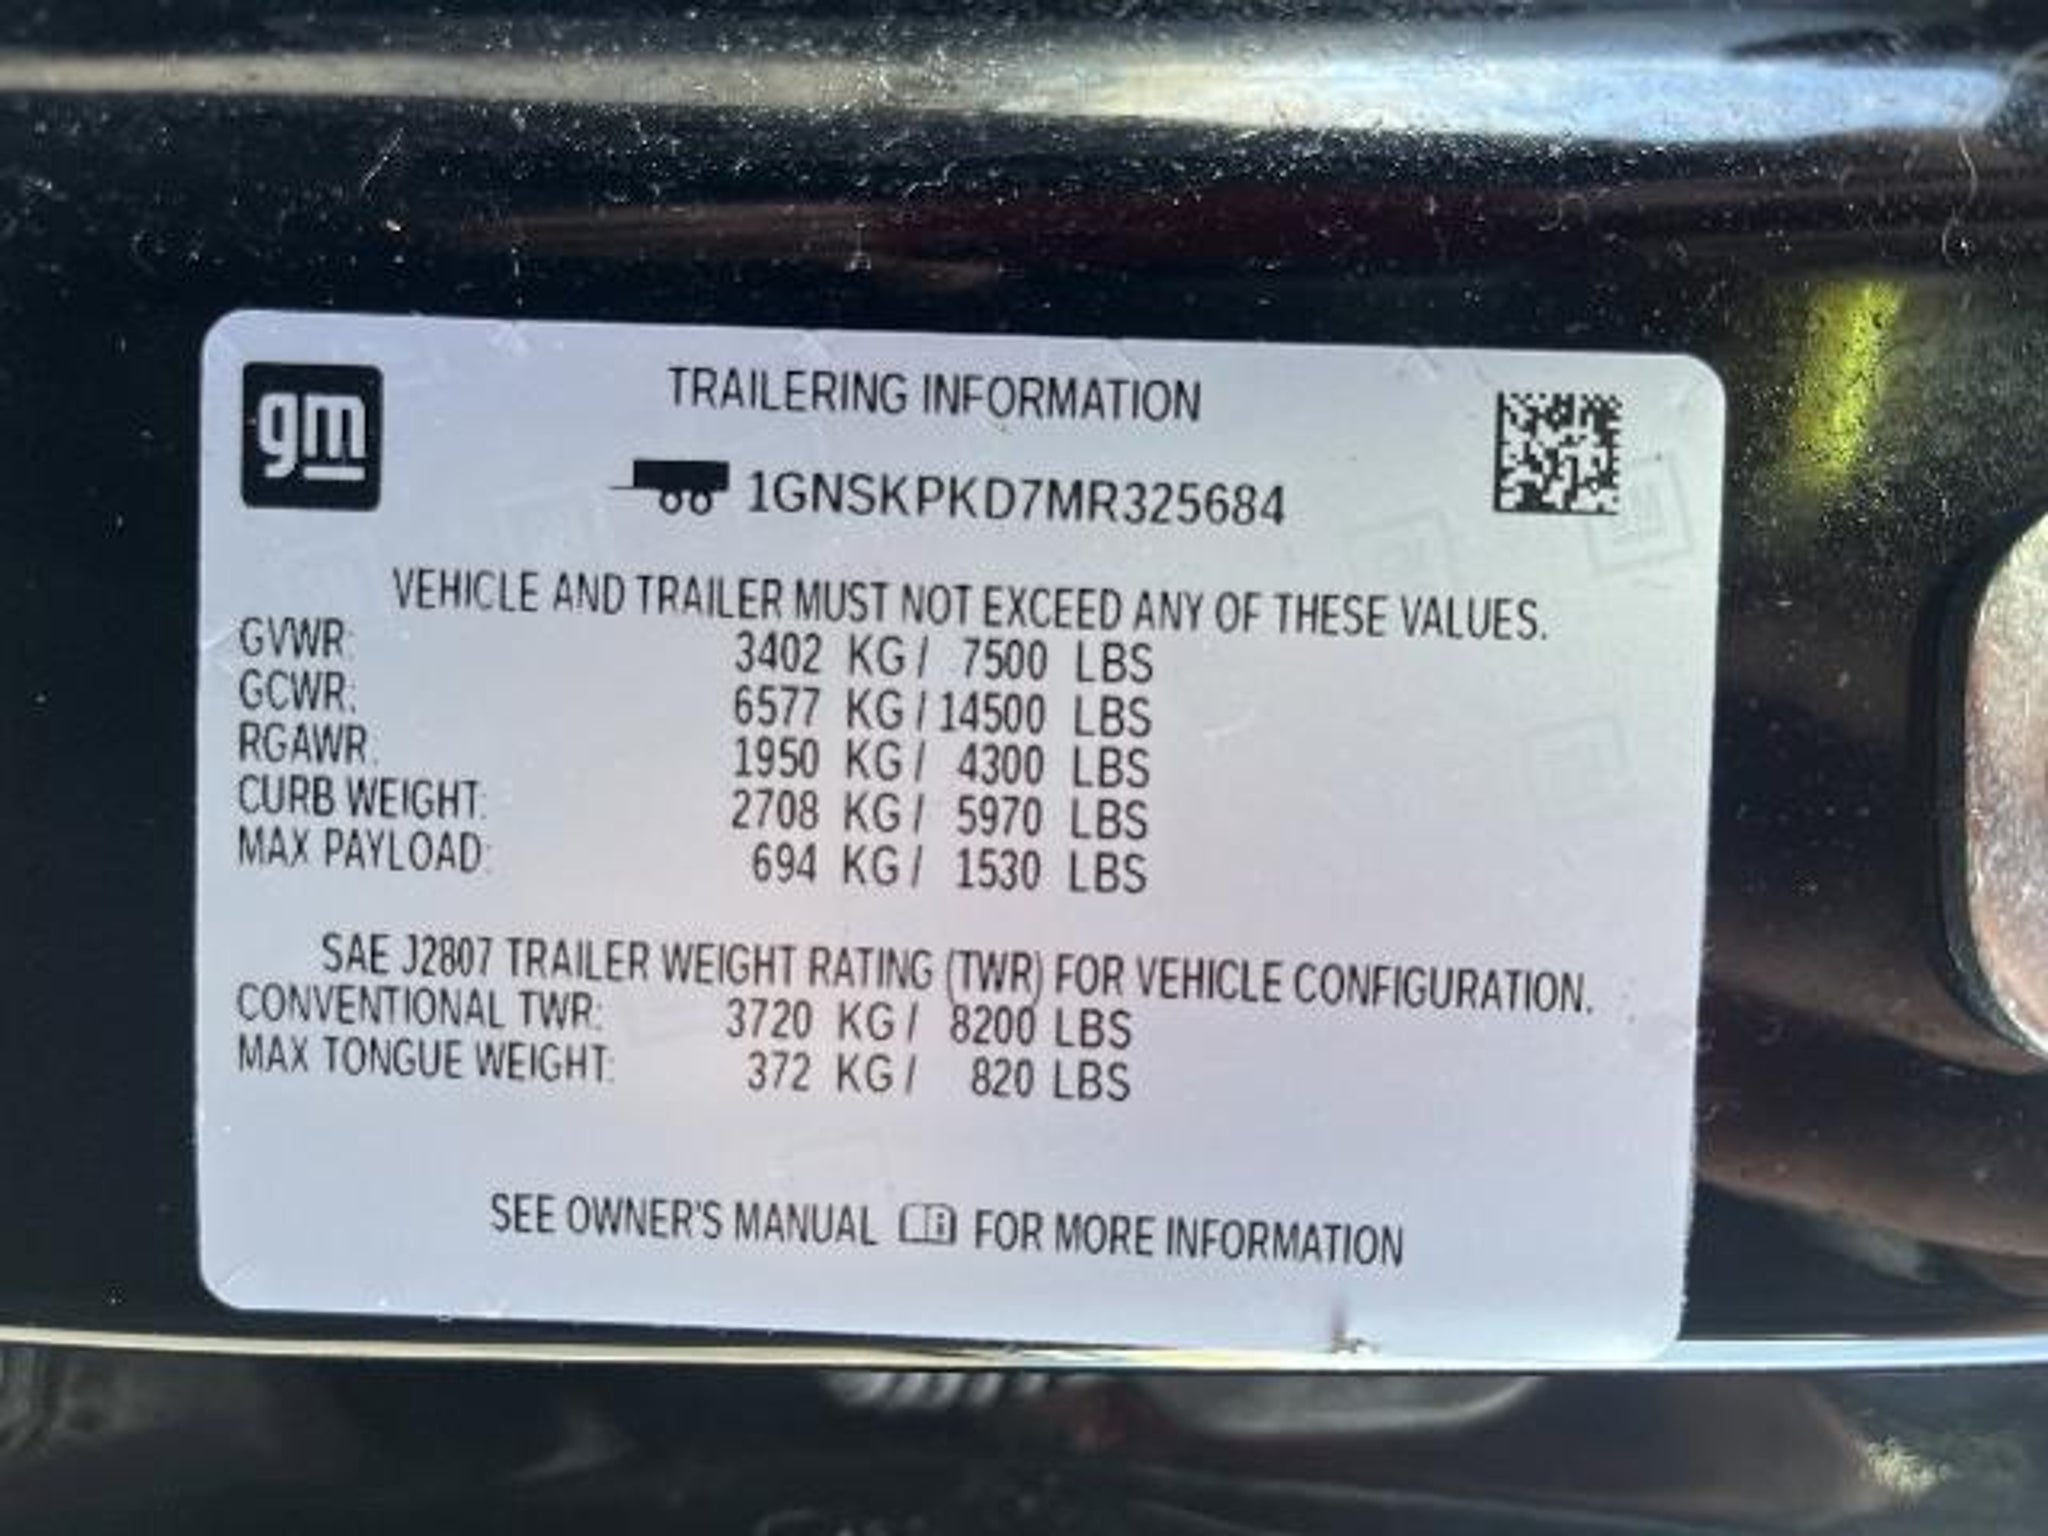 gm
TRAILERING INFORMATION
1GNSKPKD7MR325684
VEHICLE AND TRAILER MUST NOT EXCEED ANY OF THESE VALUES.
GVWR: 3402 KG / 7500 LBS
GCWR: 6577 KG / 14500 LBS
RGAWR: 1950 KG / 4300 LBS
CURB WEIGHT: 2708 KG / 5970 LBS
MAX PAYLOAD: 694 KG / 1530 LBS
SAE J2807 TRAILER WEIGHT RATING (TWR) FOR VEHICLE CONFIGURATION.
CONVENTIONAL TWR: 3720 KG / 8200 LBS
MAX TONGUE WEIGHT: 372 KG / 820 LBS
SEE OWNER'S MANUAL FOR MORE INFORMATION